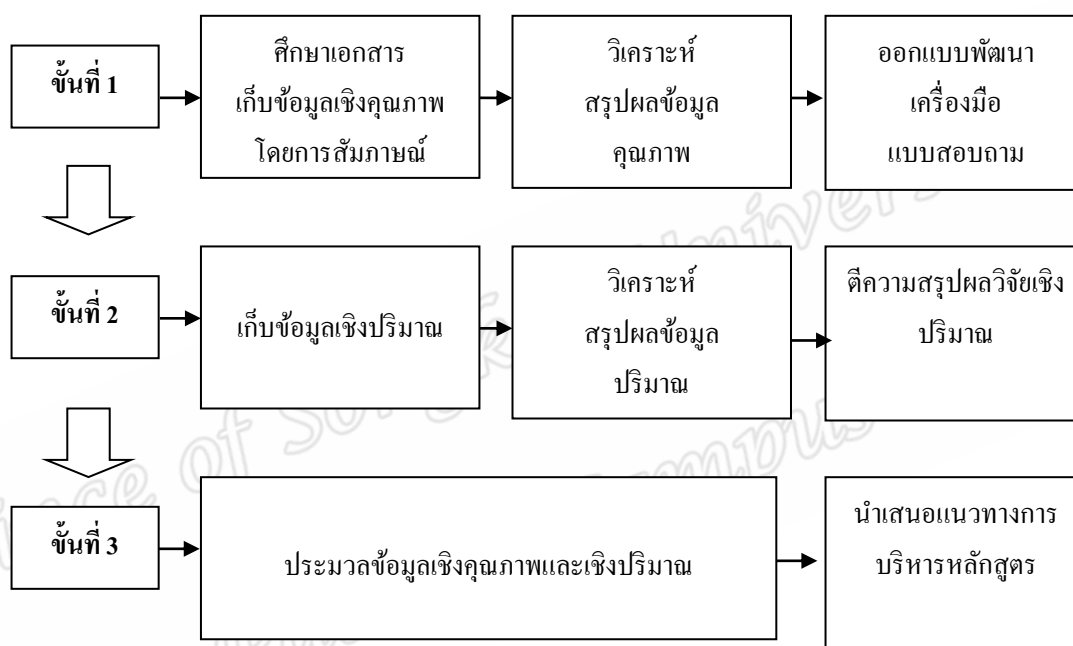 ขั้นที่ 1
ศึกษาเอกสาร
เก็บข้อมูลเชิงคุณภาพ
โดยการสัมภาษณ์
วิเคราะห์
สรุปผลข้อมูล
คุณภาพ
ออกแบบพัฒนา
เครื่องมือ
แบบสอบถาม
ขั้นที่ 2
เก็บข้อมูลเชิงปริมาณ
วิเคราะห์
สรุปผลข้อมูล
ปริมาณ
ตีความสรุปผลวิจัยเชิง
ปริมาณ
ขั้นที่ 3
ประมวลข้อมูลเชิงคุณภาพและเชิงปริมาณ
นำเสนอแนวทางการ
บริหารหลักสูตร